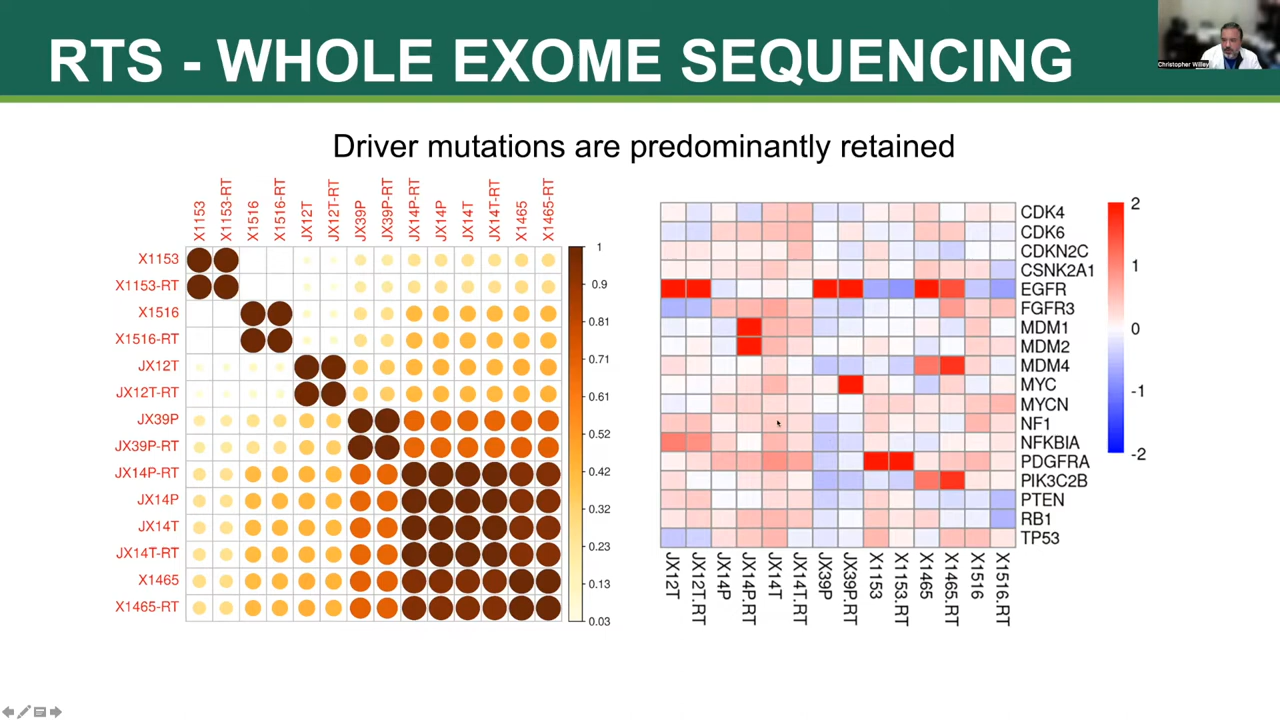 RTS - WHOLE EXOME SEQUENCING
Christopher Willey
Driver mutations are predominantly retained
X1153
X1153-RT
X1516
X1516-RT
JX12T
JX12T-RT
JX39P
JX39P-RT
JX14P-RT
JX14P
JX14T
JX14T-RT
X1465
X1465-RT
X1153
X1153-RT
X1516
X1516-RT
JX12T
JX12T-RT
JX39P
JX39P-RT
JX14P-RT
JX14P
JX14T
JX14T-RT
X1465
X1465-RT
1
0.9
0.81
0.71
0.61
0.52
0.42
0.32
0.23
0.13
0.03
CDK4
CDK6
CDKN2C
CSNK2A1
EGFR
FGFR3
MDM1
MDM2
MDM4
MYC
MYCN
NF1
NFKBIA
PDGFRA
PIK3C2B
PTEN
RB1
TP53
JX12T
JX12T.RT
JX14P
JX14P.RT
JX14T
JX14T.RT
JX39P
JX39P.RT
X1153
X1153.RT
X1465
X1465.RT
X1516
X1516.RT
2
1
0
-1
-2